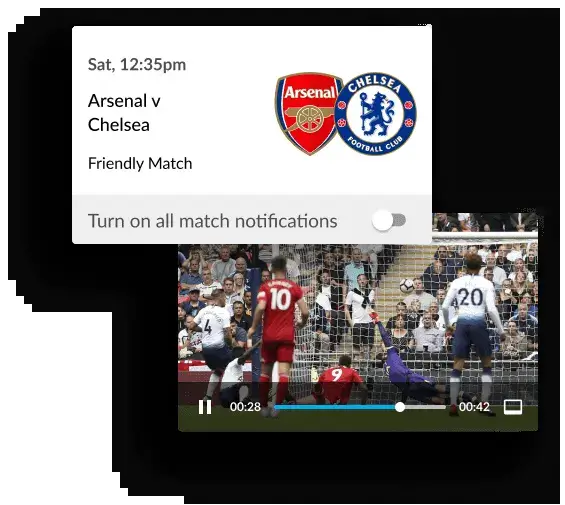 Sat, 12:35pm
Arsenal v
Chelsea
Friendly Match
Arsenal
CHELSEA
FOOTBALL CLUB
Turn on all match notifications
4
10
9
20
00:28
00:42